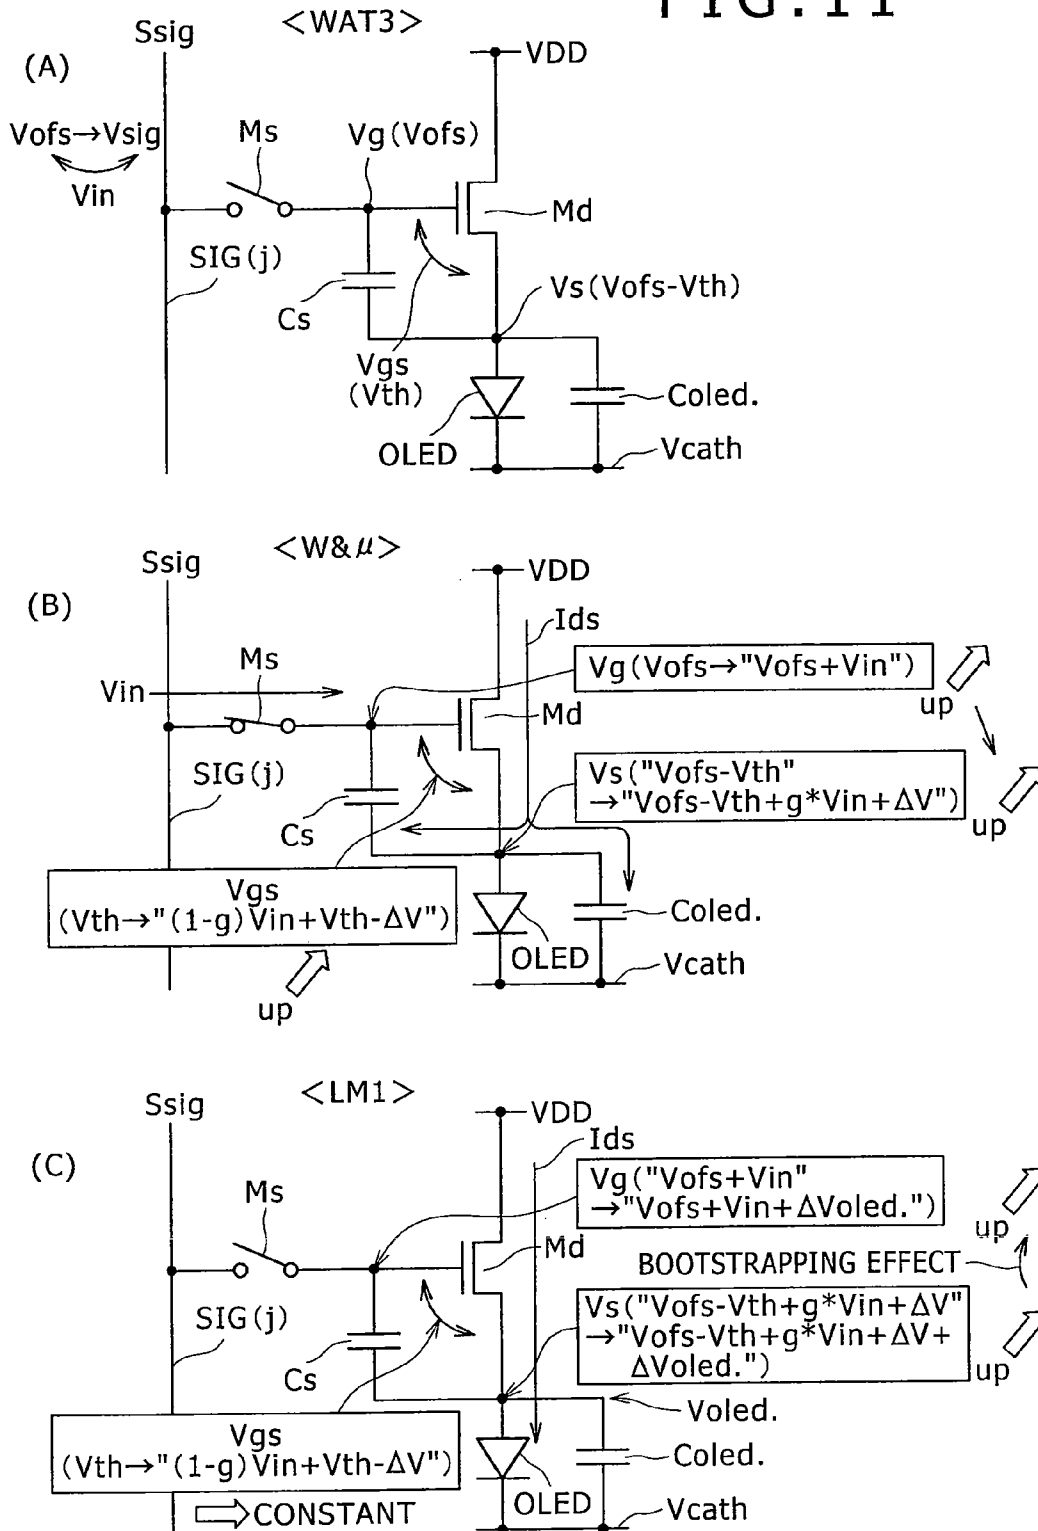 FIG.11
<WAT3>
Ssig
(A)
VDD
Vofs→Vsig
Vin
Ms
Vg(Vofs)
Md
SIG(j)
Cs
Vs(Vofs-Vth)
Vgs
(Vth)
OLED
Coled.
Vcath
<W&μ>
Ssig
(B)
VDD
Ids
Ms
Vin
Vg(Vofs→"Vofs+Vin")
up
Md
SIG(j)
Cs
Vs("Vofs-Vth"
→"Vofs-Vth+g*Vin+ΔV")
up
Vgs
(Vth→"(1-g)Vin+Vth-ΔV")
up
Coled.
OLED
Vcath
<LM1>
Ssig
(C)
VDD
Ids
Ms
Vg("Vofs+Vin"
→"Vofs+Vin+ΔVoled.")
up
Md
BOOTSTRAPPING EFFECT
SIG(j)
Cs
Vs("Vofs-Vth+g*Vin+ΔV"
→"Vofs-Vth+g*Vin+ΔV+
ΔVoled.")
up
Voled.
Vgs
(Vth→"(1-g)Vin+Vth-ΔV")
Coled.
OLED
Vcath
CONSTANT